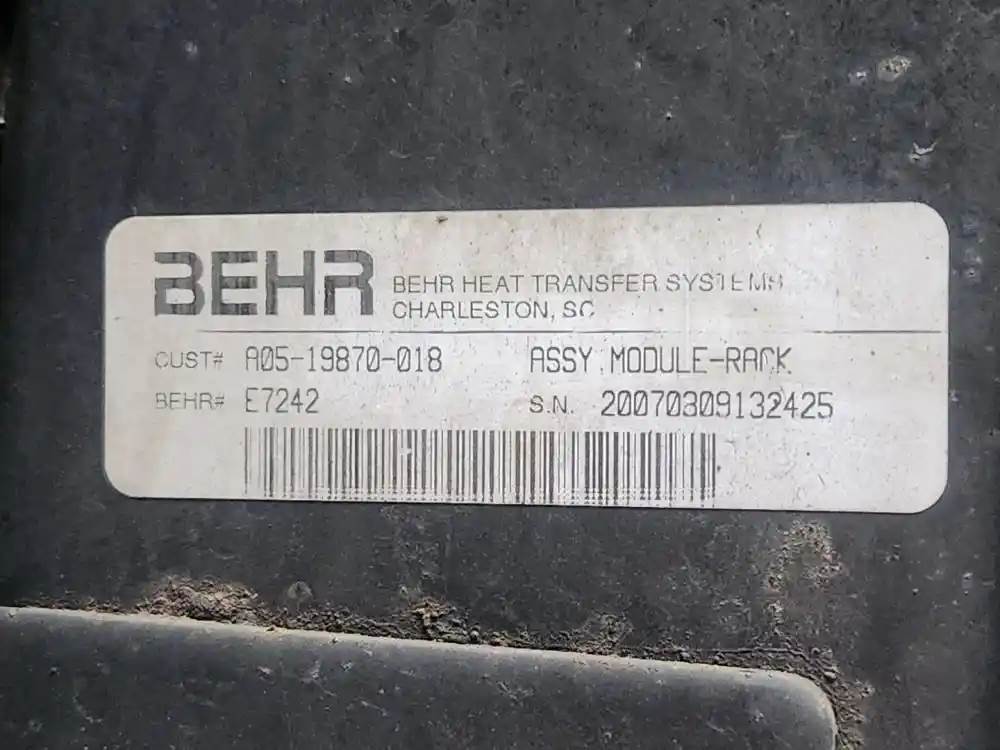 BEHR
BEHR HEAT TRANSFER SYSTEMS
CHARLESTON, SC
CUST# A05-19870-018 ASSY,MODULE-RACK
BEHR# E7242 S.N. 20070309132425